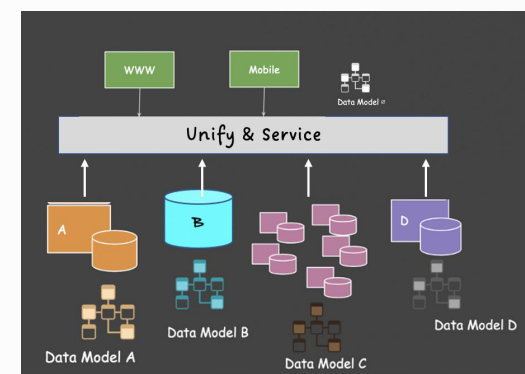 WWW
Mobile
Data Model
Unify & Service
A
B
D
Data Model A
Data Model B
Data Model C
Data Model D